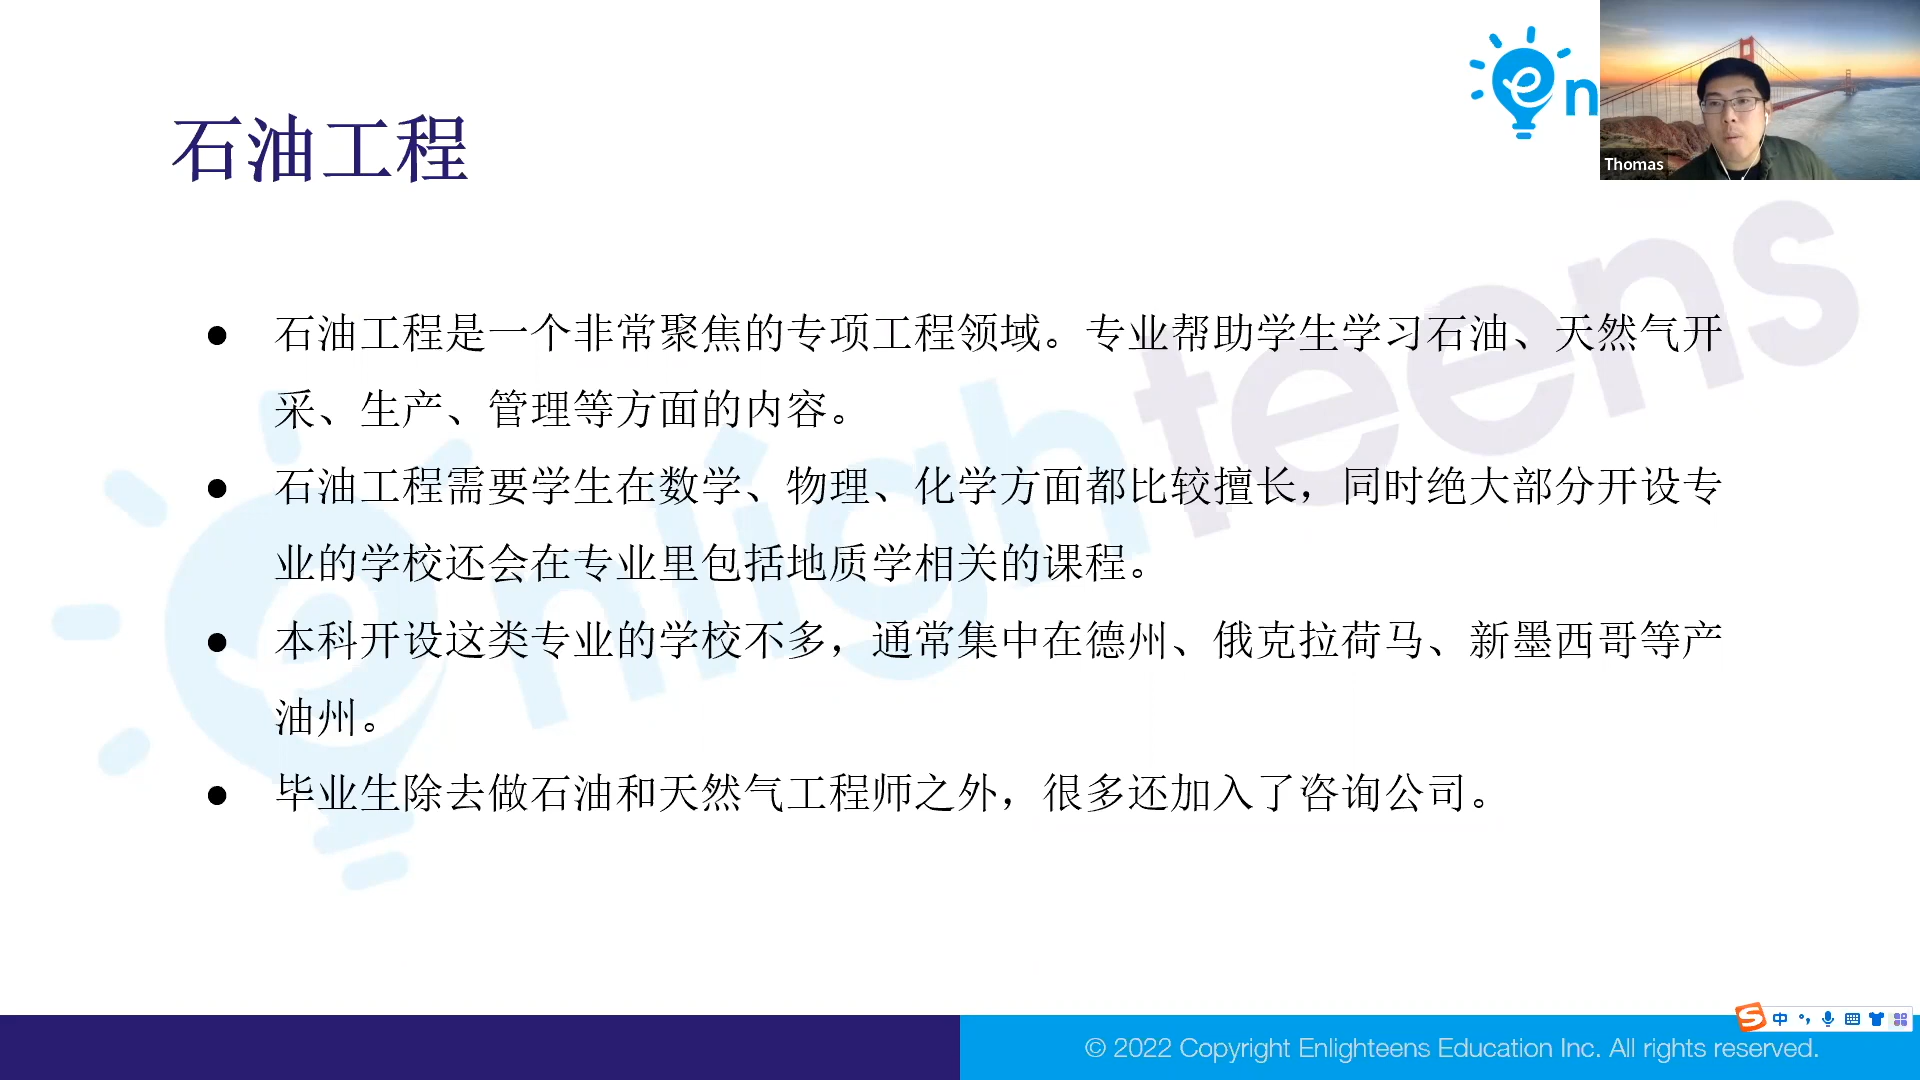 石油工程
en
Thomas
● 石油工程是一个非常聚焦的专项工程领域。专业帮助学生学习石油、天然气开
采、生产、管理等方面的内容。
● 石油工程需要学生在数学、物理、化学方面都比较擅长，同时绝大部分开设专
业的学校还会在专业里包括地质学相关的课程。
● 本科开设这类专业的学校不多，通常集中在德州、俄克拉荷马、新墨西哥等产
油州。
● 毕业生除去做石油和天然气工程师之外，很多还加入了咨询公司。
enlighteens
S 中
© 2022 Copyright Enlighteens Education Inc. All rights reserved.